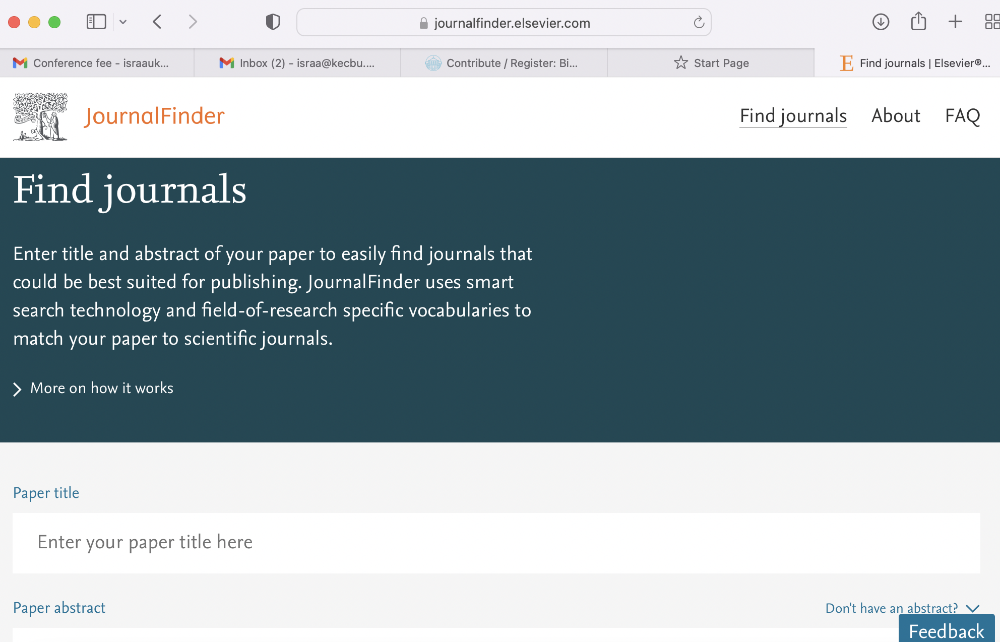 journalfinder.elsevier.com
Conference fee - israauk...
Inbox (2) - israa@kecbu....
Contribute / Register: Bi...
Start Page
E Find journals | Elsevier®...
NON SOLUS
JournalFinder
Find journals
About
FAQ
Find journals
Enter title and abstract of your paper to easily find journals that
could be best suited for publishing. JournalFinder uses smart
search technology and field-of-research specific vocabularies to
match your paper to scientific journals.
More on how it works
Paper title
Enter your paper title here
Paper abstract
Don't have an abstract?
Feedback